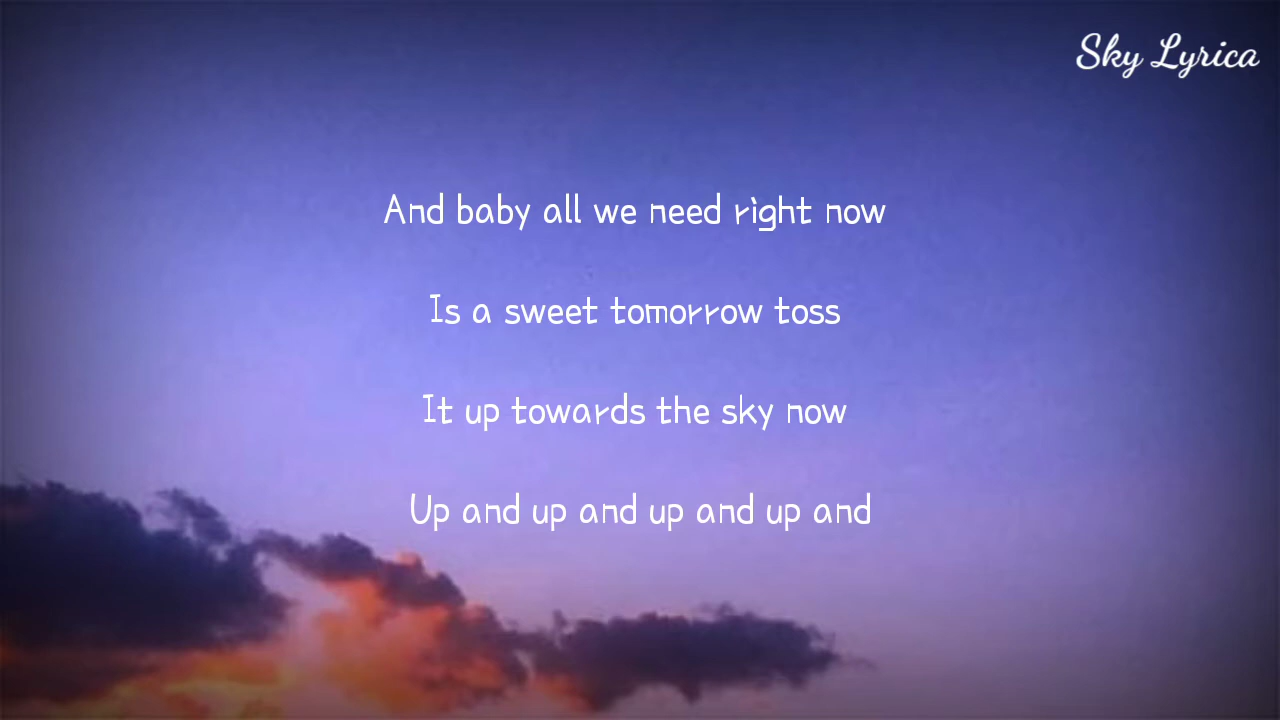 Sky Lyrica
And baby all we need right now
Is a sweet tomorrow toss
It up towards the sky now
Up and up and up and up and